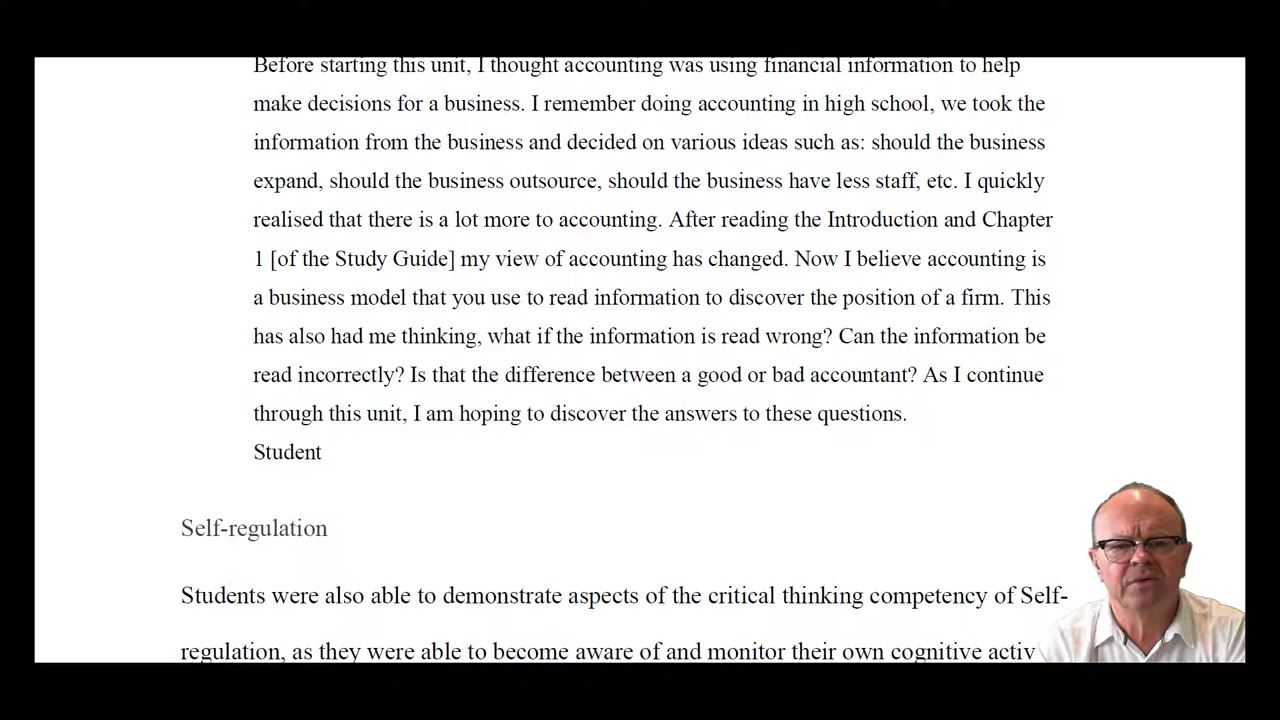 Before starting this unit, I thought accounting was using financial information to help
make decisions for a business. I remember doing accounting in high school, we took the
information from the business and decided on various ideas such as: should the business
expand, should the business outsource, should the business have less staff, etc. I quickly
realised that there is a lot more to accounting. After reading the Introduction and Chapter
1 [of the Study Guide] my view of accounting has changed. Now I believe accounting is
a business model that you use to read information to discover the position of a firm. This
has also had me thinking, what if the information is read wrong? Can the information be
read incorrectly? Is that the difference between a good or bad accountant? As I continue
through this unit, I am hoping to discover the answers to these questions.
Student
Self-regulation
Students were also able to demonstrate aspects of the critical thinking competency of Self-
regulation, as they were able to become aware of and monitor their own cognitive activ